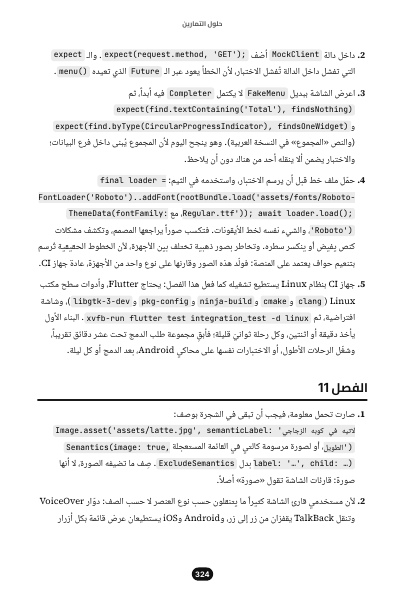 حلول التمارين
2. داخل دالة MockClient أضف expect(request.method, 'GET'); . والـ expect
التي تفشل داخل الدالة تُفشل الاختبار، لأن الخطأ يعود عبر الـ Future الذي تعيده menu() .
3. اعرض الشاشة ببديل FakeMenu لا يكتمل Completer فيه أبداً، ثم
expect(find.textContaining('Total'), findsNothing)
و expect(find.byType(CircularProgressIndicator), findsOneWidget)
(والنص «المجموع» في النسخة العربية). وهو ينجح اليوم لأن المجموع يُبنى داخل فرع البيانات؛
والاختبار يضمن ألا ينقله أحد من هناك دون أن يلاحظ.
4. حمّل ملف خط قبل أن يرسم الاختبار، واستخدمه في الثيم: final loader =
FontLoader('Roboto')..addFont(rootBundle.load('assets/fonts/Roboto-
Regular.ttf')); await loader.load(); مع ThemeData(fontFamily:
'Roboto') ، والشيء نفسه لخط الأيقونات. فتكسب صوراً يراجعها المصمم، وتكشف مشكلات
كنص يفيض أو ينكسر سطره. وتخاطر بصور ذهبية تختلف بين الأجهزة، لأن الخطوط الحقيقية تُرسم
بتنعيم حواف يعتمد على المنصة: فولّد هذه الصور وقارنها على نوع واحد من الأجهزة، عادة جهاز CI.
5. جهاز CI بنظام Linux يستطيع تشغيله كما فعل هذا الفصل: يحتاج Flutter، وأدوات سطح مكتب
Linux ( clang و cmake و ninja-build و pkg-config و libgtk-3-dev )، وشاشة
افتراضية، ثم xvfb-run flutter test integration_test -d linux . البناء الأول
يأخذ دقيقة أو اثنتين، وكل رحلة ثوانيَ قليلة؛ فأبقِ مجموعة طلب الدمج تحت عشر دقائق تقريباً،
وشغّل الرحلات الأطول، أو الاختبارات نفسها على محاكي Android، بعد الدمج أو كل ليلة.
الفصل 11
1. صارت تحمل معلومة، فيجب أن تبقى في الشجرة بوصف:
Image.asset('assets/latte.jpg', semanticLabel: 'لاتيه في كوبه الزجاجي
الطويل') ، أو لصورة مرسومة كالتي في القائمة المستعجلة Semantics(image: true,
label: '…', child: …) بدل ExcludeSemantics . صِف ما تضيفه الصورة، لا أنها
صورة: قارئات الشاشة تقول «صورة» أصلاً.
2. لأن مستخدمي قارئ الشاشة كثيراً ما يتنقلون حسب نوع العنصر لا حسب الصف: دوّار VoiceOver
وتنقل TalkBack يقفزان من زر إلى زر، وAndroid وiOS يستطيعان عرض قائمة بكل أزرار
324